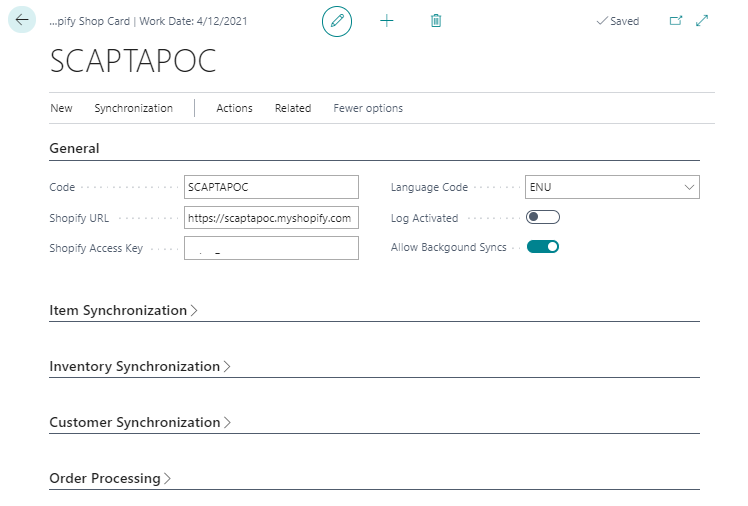 ...pify Shop Card | Work Date: 4/12/2021
Saved
SCAPTAPOC
New Synchronization Actions Related Fewer options
General
Code SCAPTAPOC
Language Code ENU
Shopify URL https://scaptapoc.myshopify.com
Log Activated
Shopify Access Key
Allow Backgound Syncs
Item Synchronization
Inventory Synchronization
Customer Synchronization
Order Processing